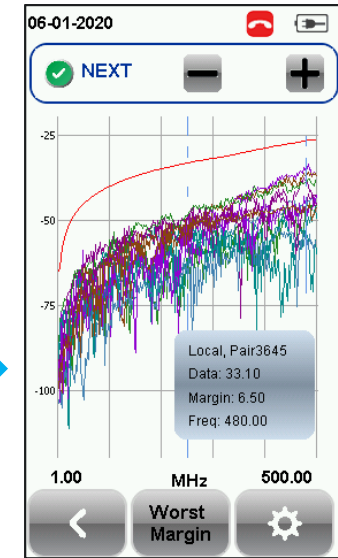 06-01-2020
NEXT
-25
-50
-75
-100
Local, Pair3645
Data: 33.10
Margin: 6.50
Freq: 480.00
1.00 MHz 500.00
Worst
Margin